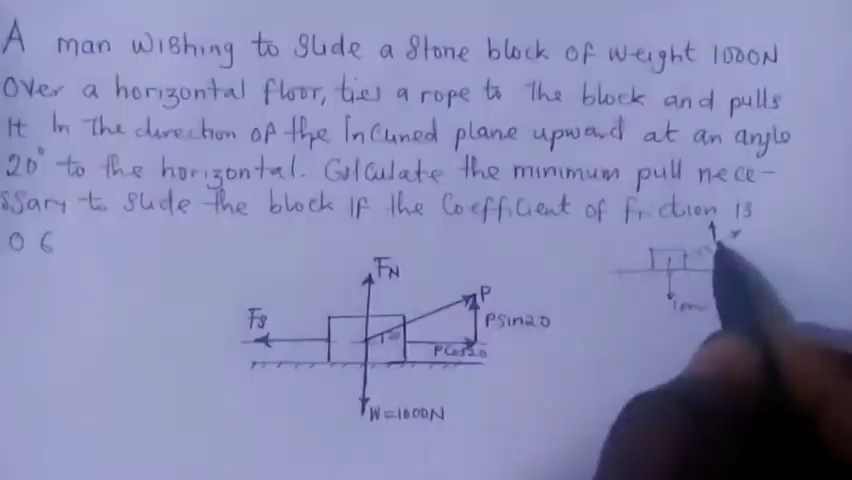 A man wishing to slide a stone block of weight 1000N
Over a horizontal floor, ties a rope to the block and pulls
It In the direction of the Inclined plane upward at an angle
20° to the horizontal. Calculate the minimum pull nece-
ssary to slide the block If the Coefficient of friction Is
0 6
FN
P
Fs
Psin20
20
PCos20
W=1000N